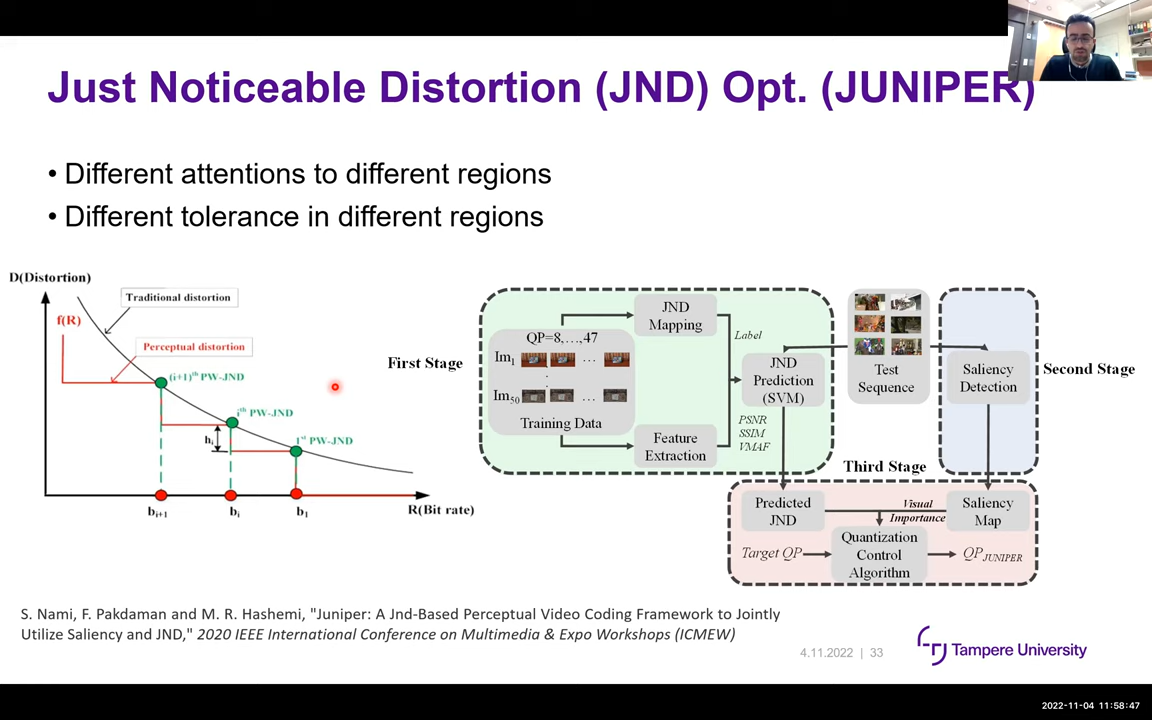 Just Noticeable Distortion (JND) Opt. (JUNIPER)
• Different attentions to different regions
• Different tolerance in different regions
D(Distortion)
Traditional distortion
f(R)
Perceptual distortion
(i+1)th PW-JND
ith PW-JND
hi
1st PW-JND
bi+1
bi
b1
R(Bit rate)
First Stage
QP=8,…,47
Im1
...
Im50
...
Training Data
JND
Mapping
Feature
Extraction
Label
JND
Prediction
(SVM)
PSNR
SSIM
VMAF
Test
Sequence
Saliency
Detection
Second Stage
Third Stage
Predicted
JND
Visual
Importance
Saliency
Map
Target QP
Quantization
Control
Algorithm
QPJUNIPER
S. Nami, F. Pakdaman and M. R. Hashemi, "Juniper: A Jnd-Based Perceptual Video Coding Framework to Jointly
Utilize Saliency and JND," 2020 IEEE International Conference on Multimedia & Expo Workshops (ICMEW)
4.11.2022 | 33
Tampere University
2022-11-04 11:58:47